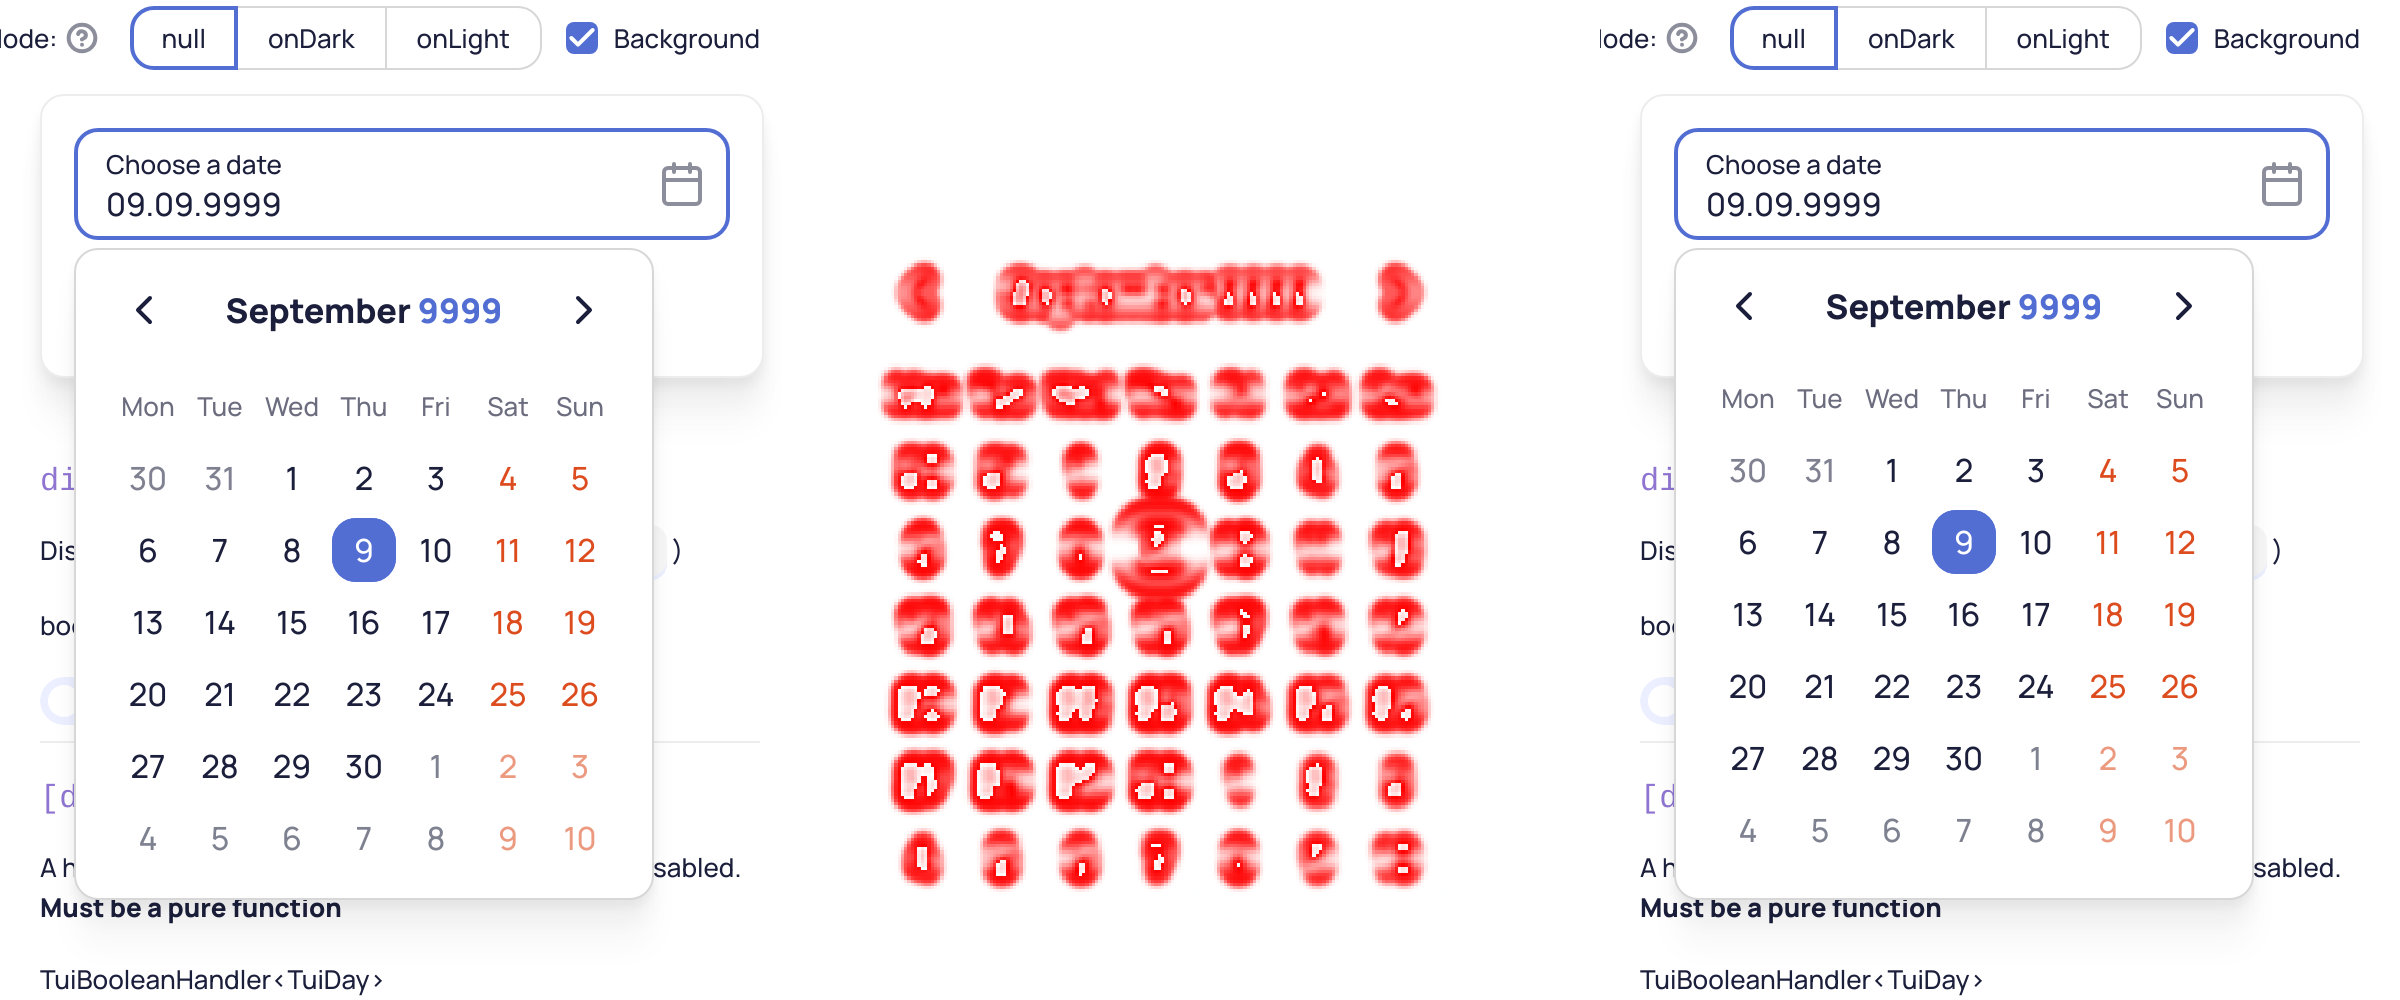 lode: null onDark onLight Background
Choose a date
09.09.9999
September 9999
Mon Tue Wed Thu Fri Sat Sun
30 31 1 2 3 4 5
6 7 8 9 10 11 12
13 14 15 16 17 18 19
20 21 22 23 24 25 26
27 28 29 30 1 2 3
4 5 6 7 8 9 10
di
Dis )
boo
[d
A h sabled.
Must be a pure function
TuiBooleanHandler<TuiDay>
lode: null onDark onLight Background
Choose a date
09.09.9999
September 9999
Mon Tue Wed Thu Fri Sat Sun
30 31 1 2 3 4 5
6 7 8 9 10 11 12
13 14 15 16 17 18 19
20 21 22 23 24 25 26
27 28 29 30 1 2 3
4 5 6 7 8 9 10
di
Dis )
boo
[d
A h sabled.
Must be a pure function
TuiBooleanHandler<TuiDay>